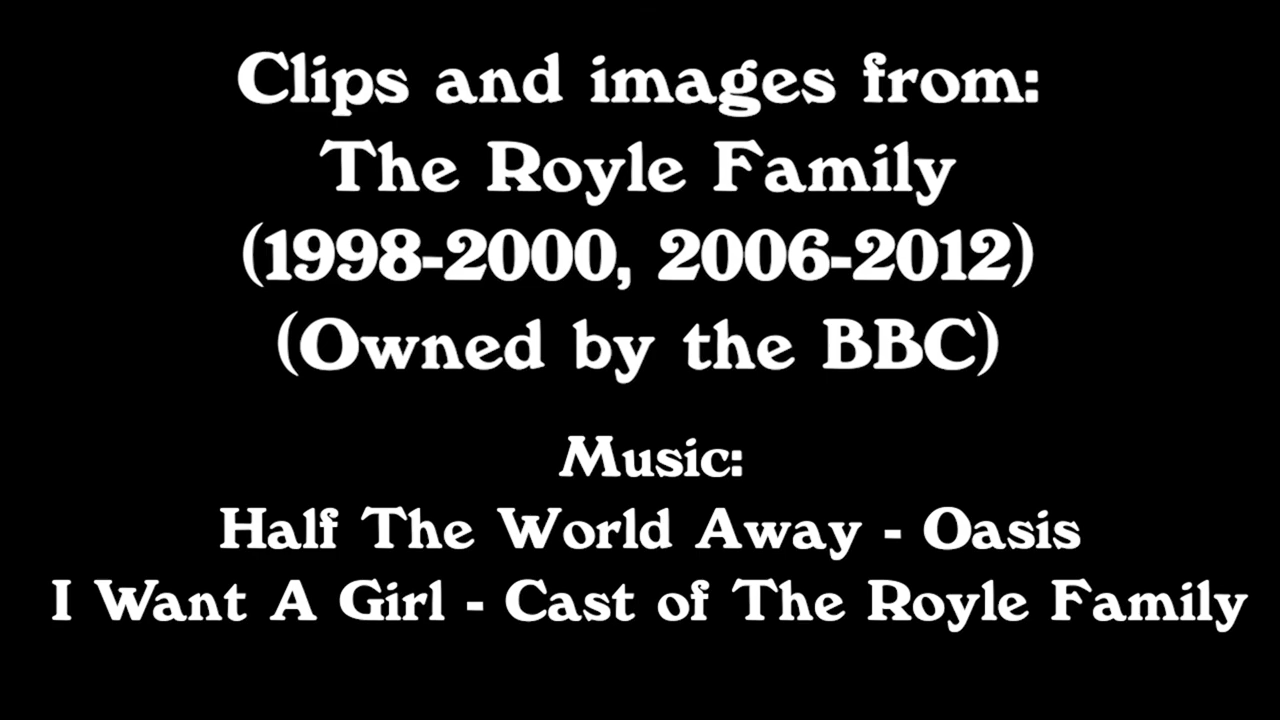 Clips and images from:
The Royle Family
(1998-2000, 2006-2012)
(Owned by the BBC)
Music:
Half The World Away - Oasis
I Want A Girl - Cast of The Royle Family